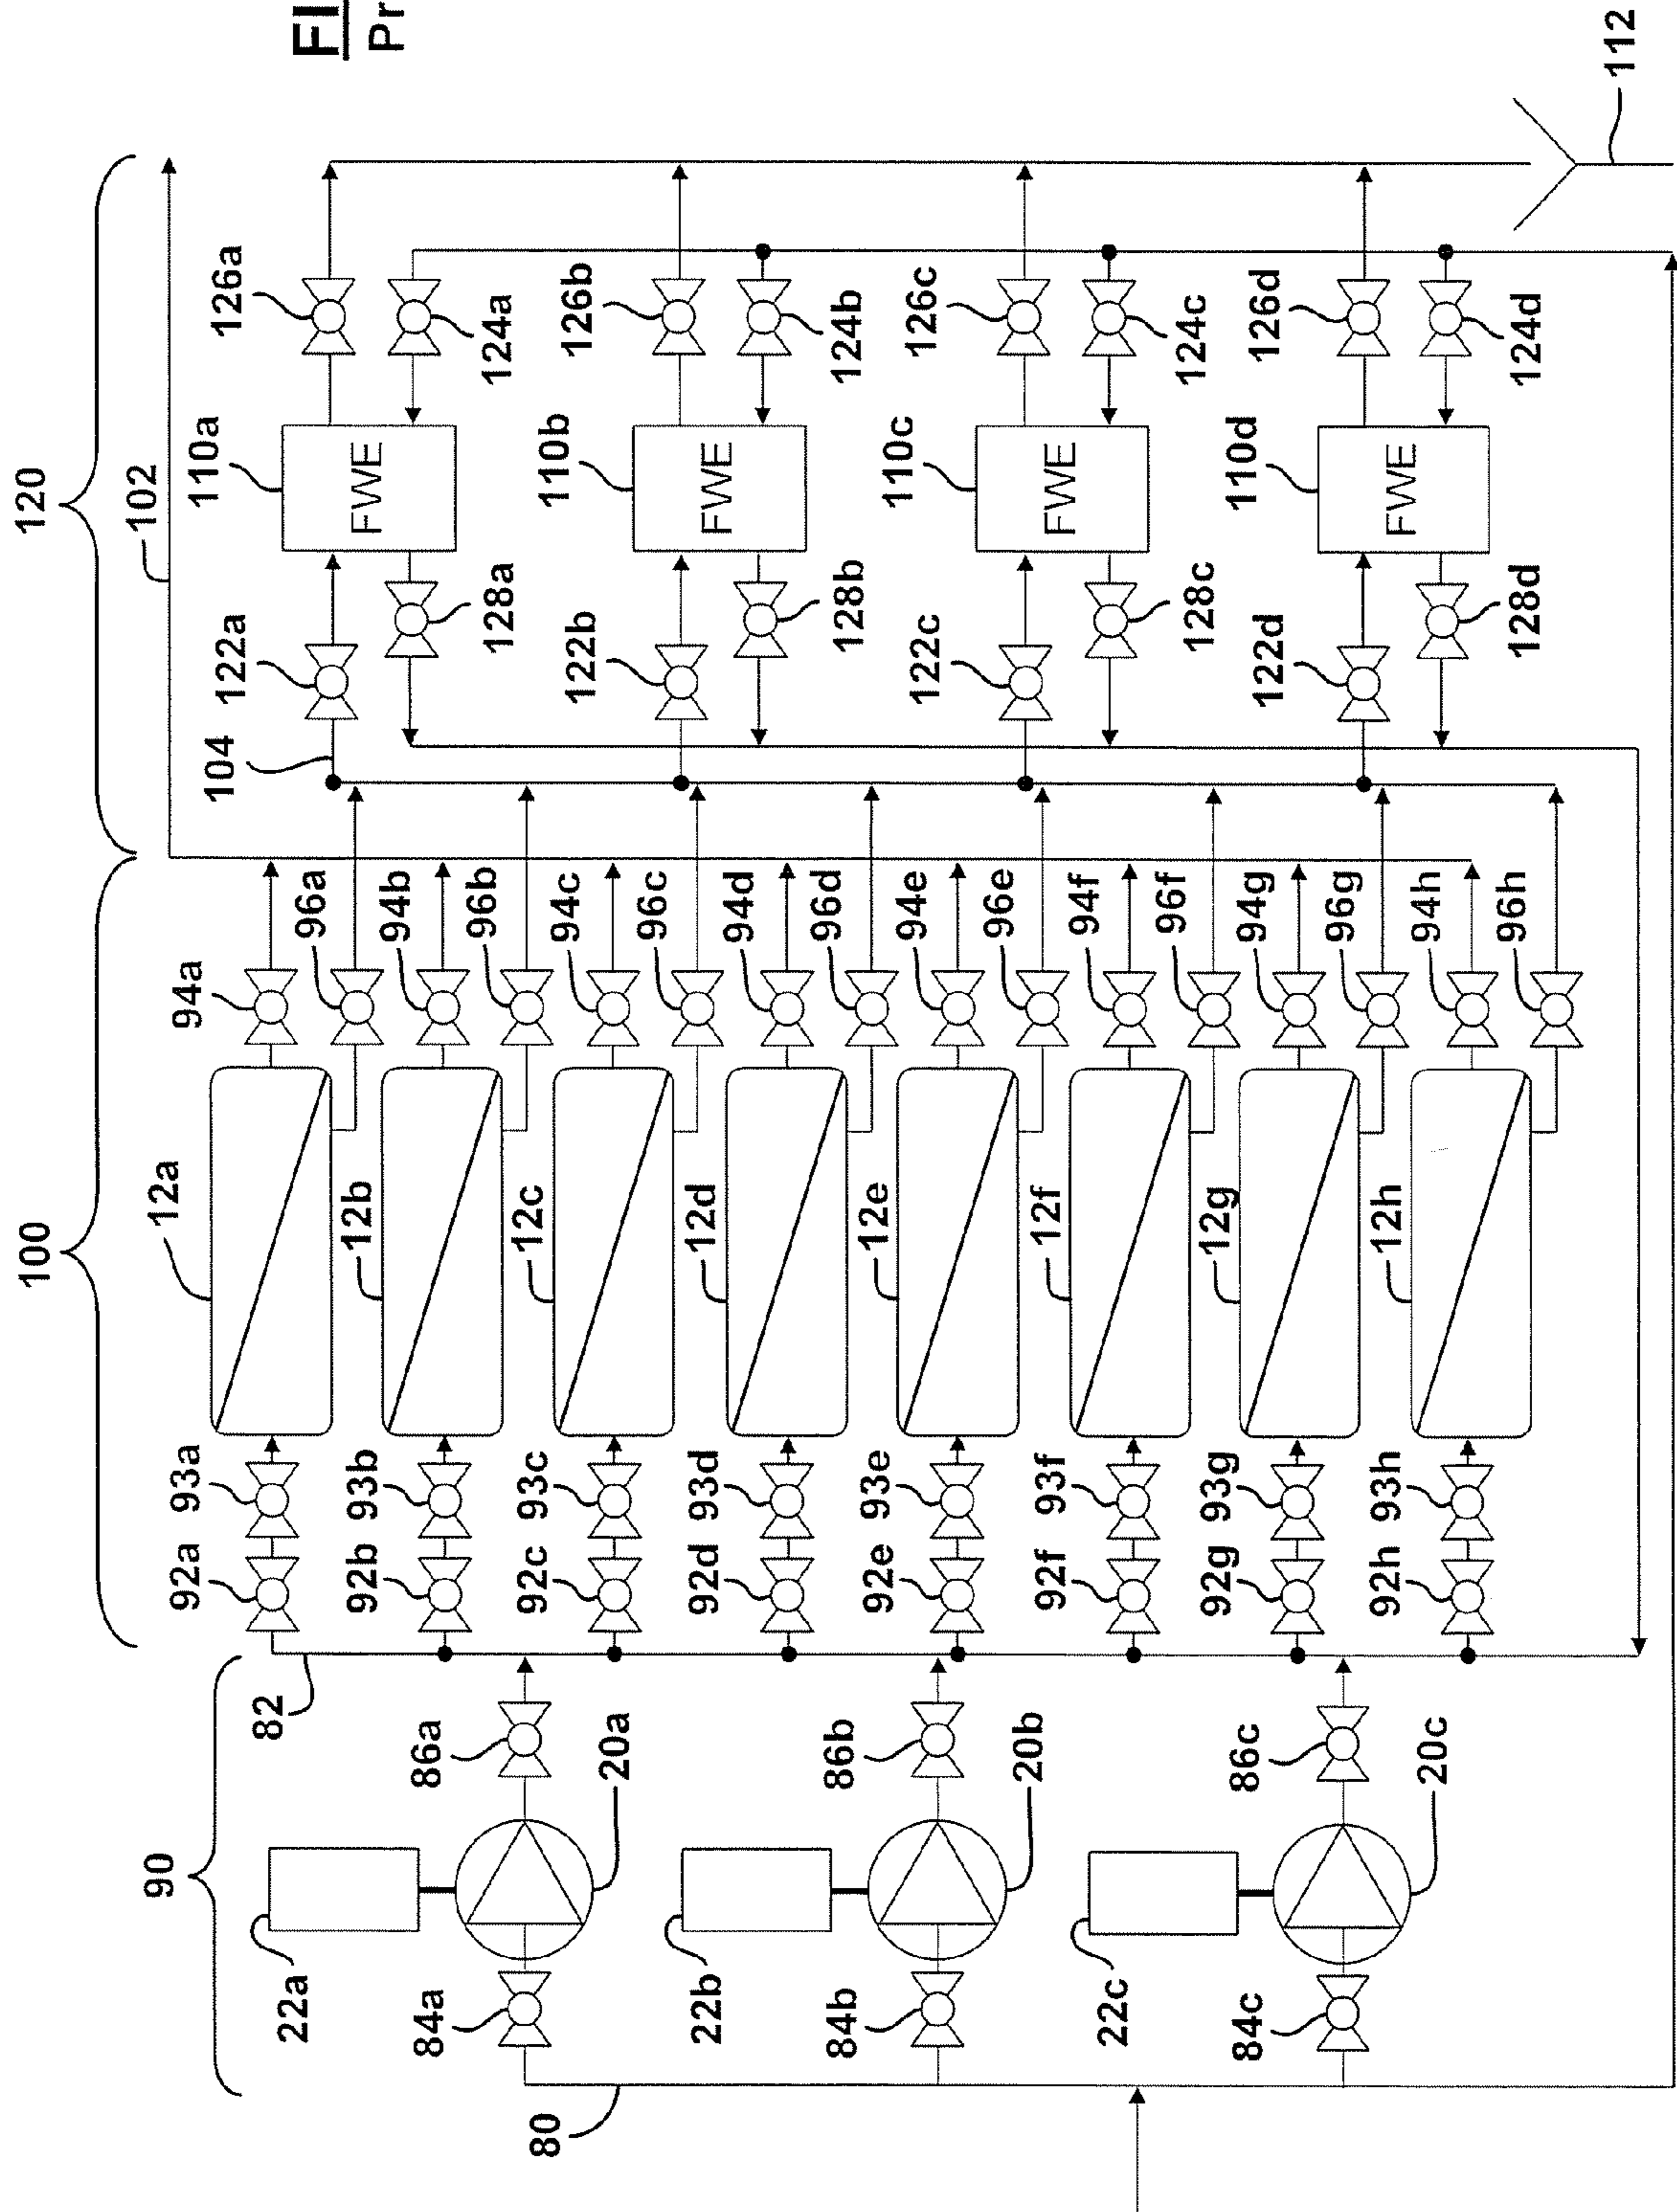 FI
Pr
120
102
126a
124a
110a
FWE
122a
128a
104
126b
124b
110b
FWE
122b
128b
126c
124c
110c
FWE
122c
128c
126d
124d
110d
FWE
122d
128d
112
100
94a
96a
94b
96b
94c
96c
94d
96d
94e
96e
94f
96f
94g
96g
94h
96h
12a
12b
12c
12d
12e
12f
12g
12h
93a
93b
93c
93d
93e
93f
93g
93h
92a
92b
92c
92d
92e
92f
92g
92h
90
82
86a
20a
86b
20b
86c
20c
22a
84a
22b
84b
22c
84c
80